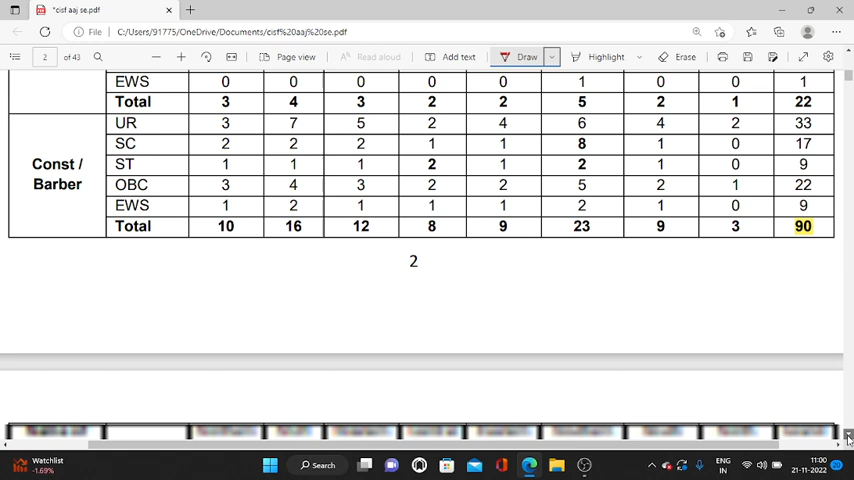 *cisf aaj se.pdf
File C:/Users/91775/OneDrive/Documents/cisf%20aaj%20se.pdf
2 of 43 Page view Read aloud Add text Draw Highlight Erase
EWS 0 0 0 0 0 1 0 0 1
Total 3 4 3 2 2 5 2 1 22
UR 3 7 5 2 4 6 4 2 33
SC 2 2 2 1 1 8 1 0 17
Const / Barber
ST 1 1 1 2 1 2 1 0 9
OBC 3 4 3 2 2 5 2 1 22
EWS 1 2 1 1 1 2 1 0 9
Total 10 16 12 8 9 23 9 3 90
2
Watchlist
-1.69%
Search
ENG
IN
11:00
21-11-2022
20